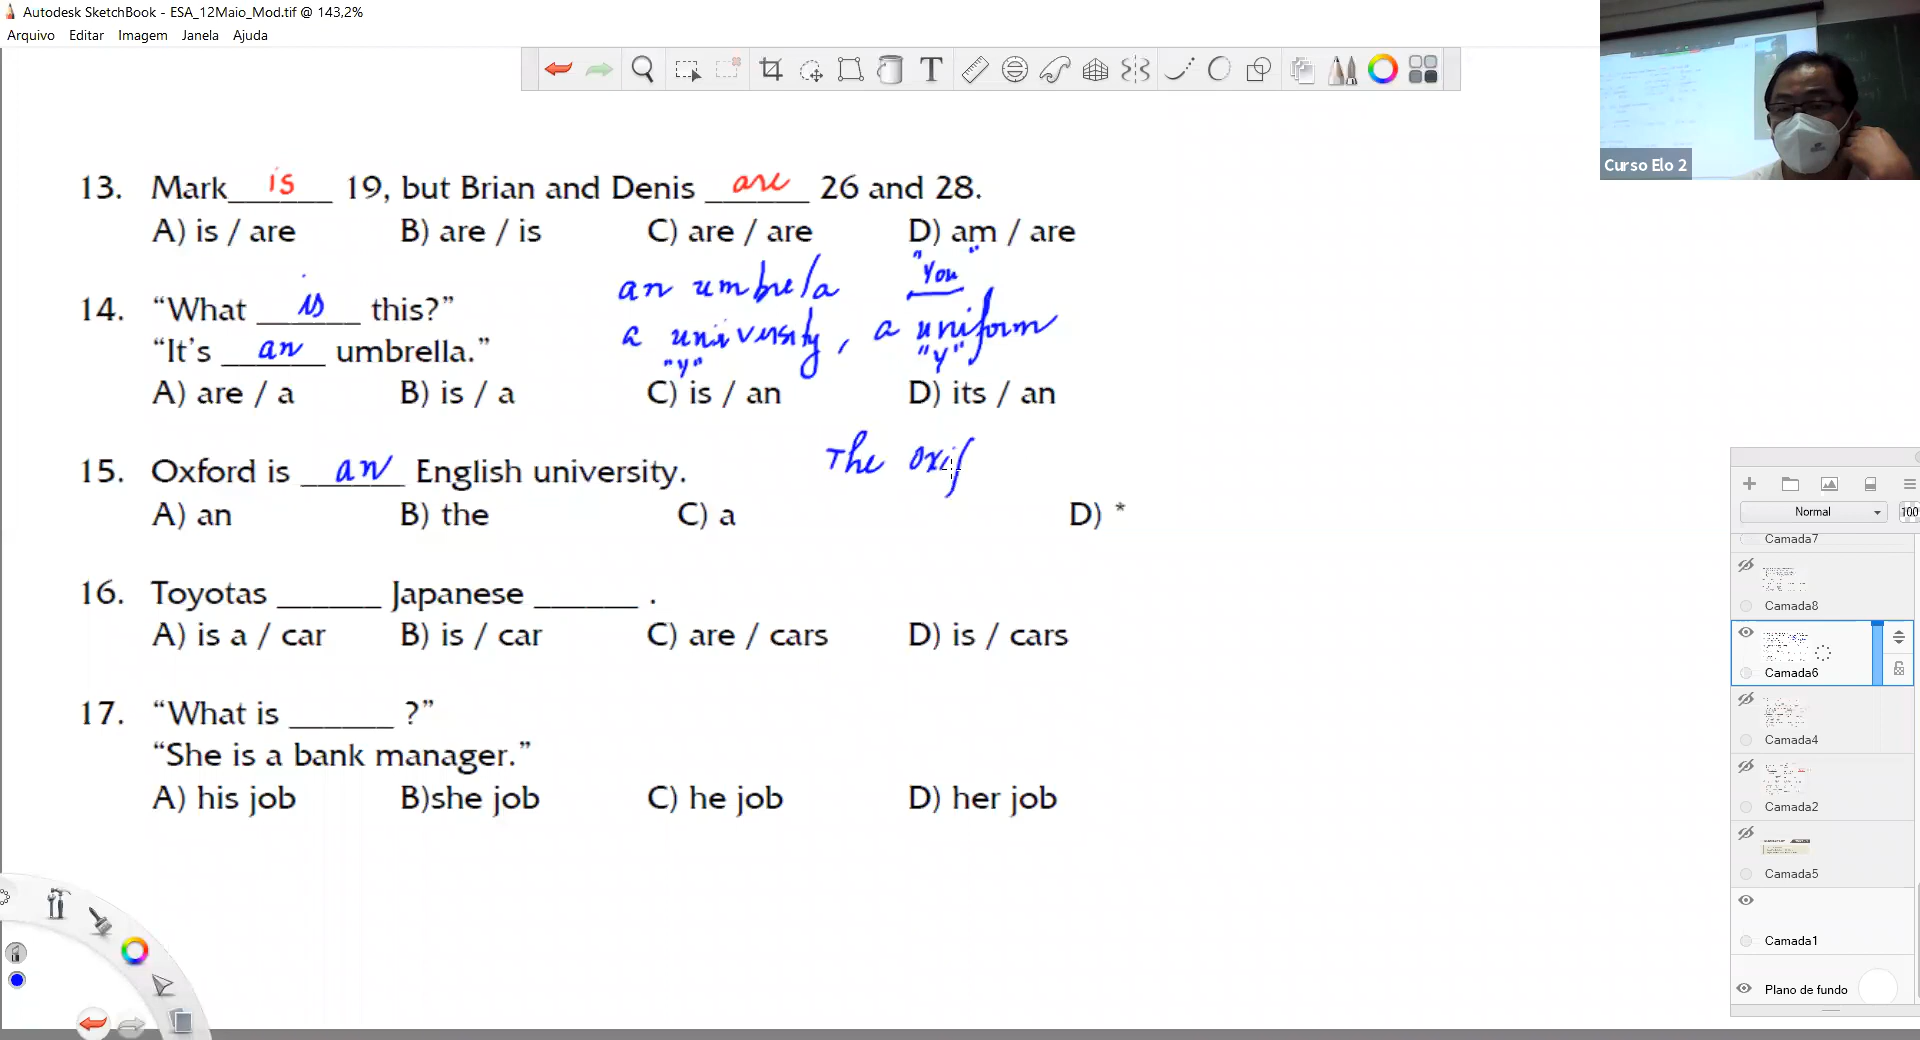 Autodesk SketchBook - ESA_12Maio_Mod.tif @ 143,2%
Arquivo Editar Imagem Janela Ajuda
Curso Elo 2
13. Mark is 19, but Brian and Denis are 26 and 28.
A) is / are B) are / is C) are / are D) am / are
an umbrela "You"
14. “What is this?”
a university, a uniform
"y" "y"
“It’s an umbrella.”
A) are / a B) is / a C) is / an D) its / an
The oxif
15. Oxford is an English university.
A) an B) the C) a D) *
16. Toyotas ______ Japanese ______ .
A) is a / car B) is / car C) are / cars D) is / cars
17. “What is ______ ?”
“She is a bank manager.”
A) his job B)she job C) he job D) her job
Normal 100
Camada7
Camada8
Camada6
Camada4
Camada2
Camada5
Camada1
Plano de fundo